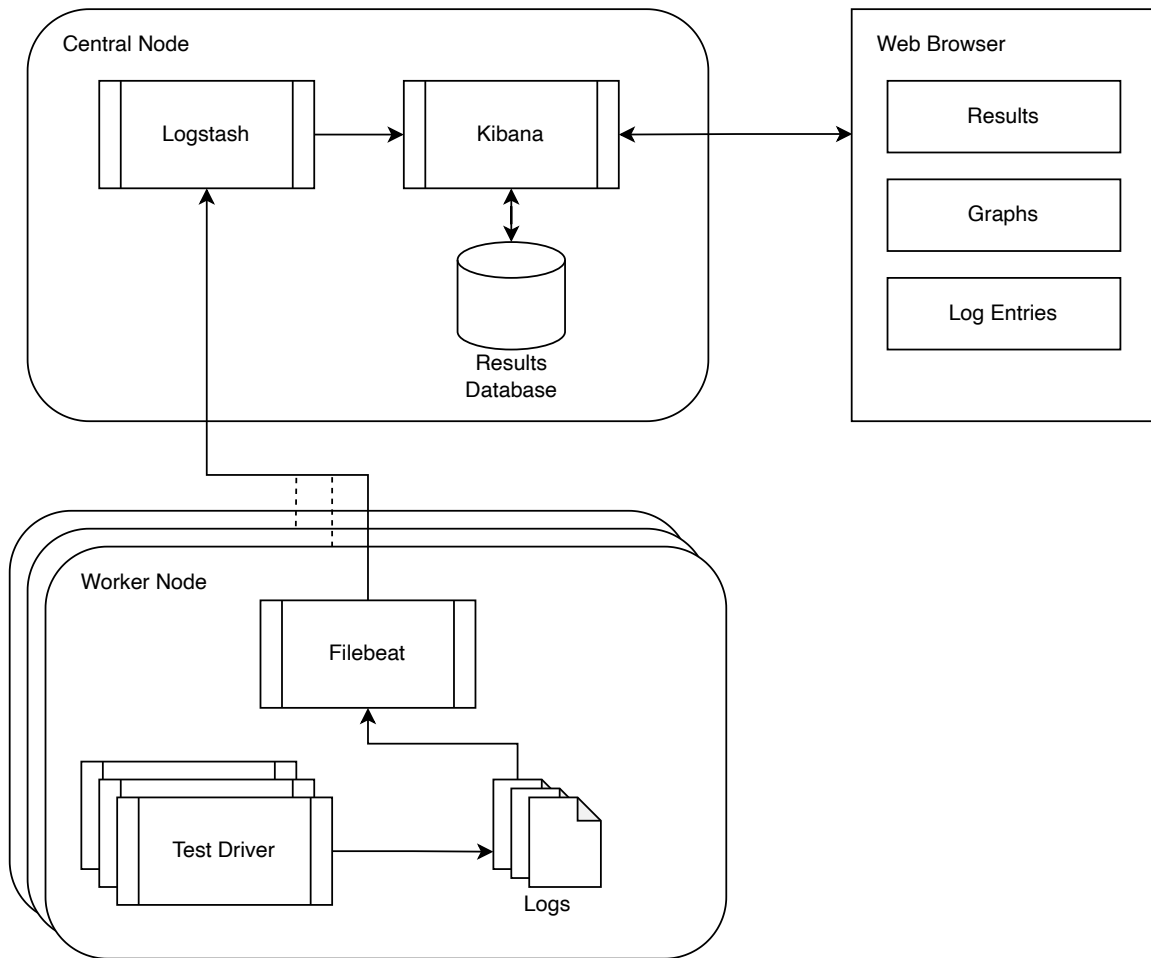 Central Node
Logstash
Kibana
Results
Database
Web Browser
Results
Graphs
Log Entries
Worker Node
Filebeat
Test Driver
Logs